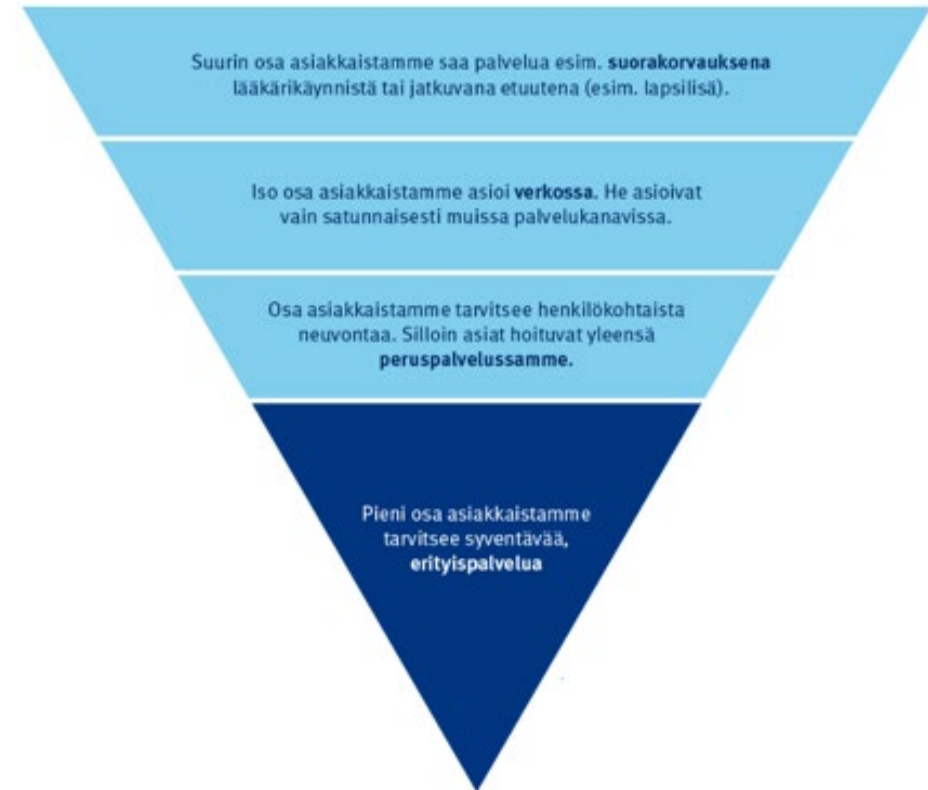 Suurin osa asiakkaistamme saa palvelua esim. suorakorvauksena
lääkärikäynnistä tai jatkuvana etuutena (esim. lapsilisä).
Iso osa asiakkaistamme asioi verkossa. He asioivat
vain satunnaisesti muissa palvelukanavissa.
Osa asiakkaistamme tarvitsee henkilökohtaista
neuvontaa. Silloin asiat hoituvat yleensä
peruspalvelussamme.
Pieni osa asiakkaistamme
tarvitsee syventävää,
erityispalvelua